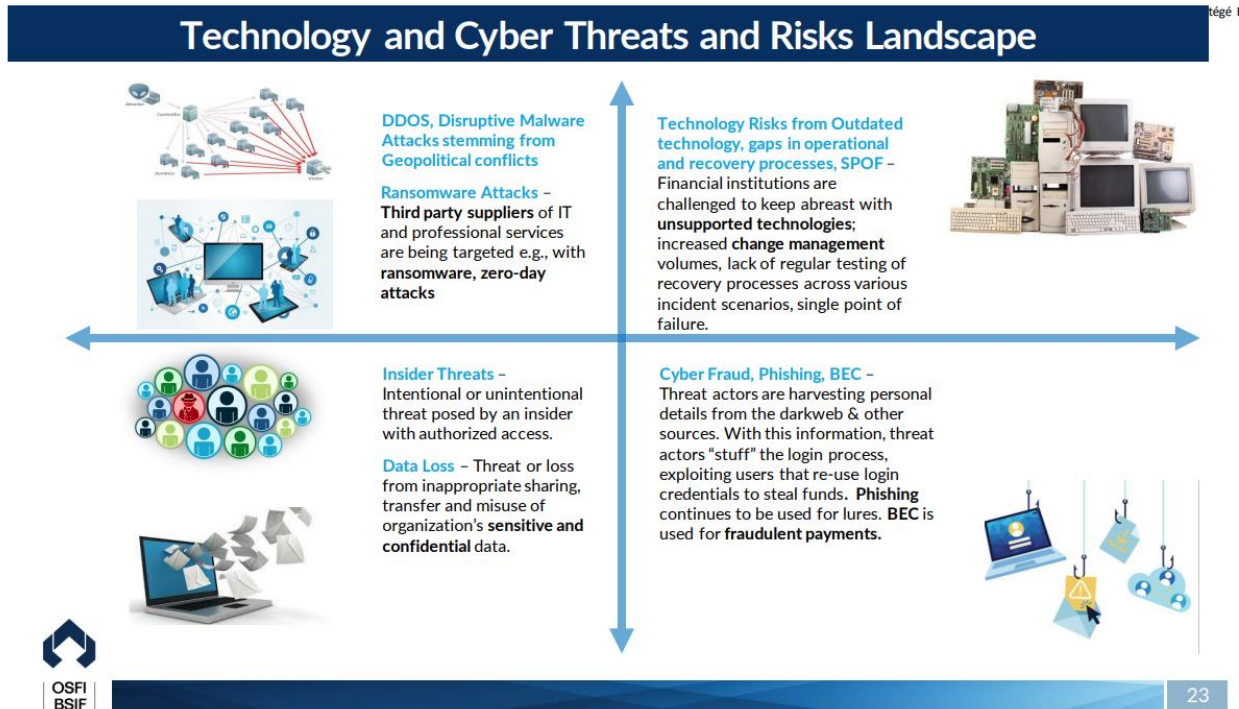 tégé
Technology and Cyber Threats and Risks Landscape
DDOS, Disruptive Malware
Attacks stemming from
Geopolitical conflicts
Ransomware Attacks –
Third party suppliers of IT
and professional services
are being targeted e.g., with
ransomware, zero-day
attacks
Technology Risks from Outdated
technology, gaps in operational
and recovery processes, SPOF –
Financial institutions are
challenged to keep abreast with
unsupported technologies;
increased change management
volumes, lack of regular testing of
recovery processes across various
incident scenarios, single point of
failure.
Insider Threats –
Intentional or unintentional
threat posed by an insider
with authorized access.
Data Loss – Threat or loss
from inappropriate sharing,
transfer and misuse of
organization's sensitive and
confidential data.
Cyber Fraud, Phishing, BEC –
Threat actors are harvesting personal
details from the darkweb & other
sources. With this information, threat
actors “stuff” the login process,
exploiting users that re-use login
credentials to steal funds. Phishing
continues to be used for lures. BEC is
used for fraudulent payments.
OSFI
BSIF
23